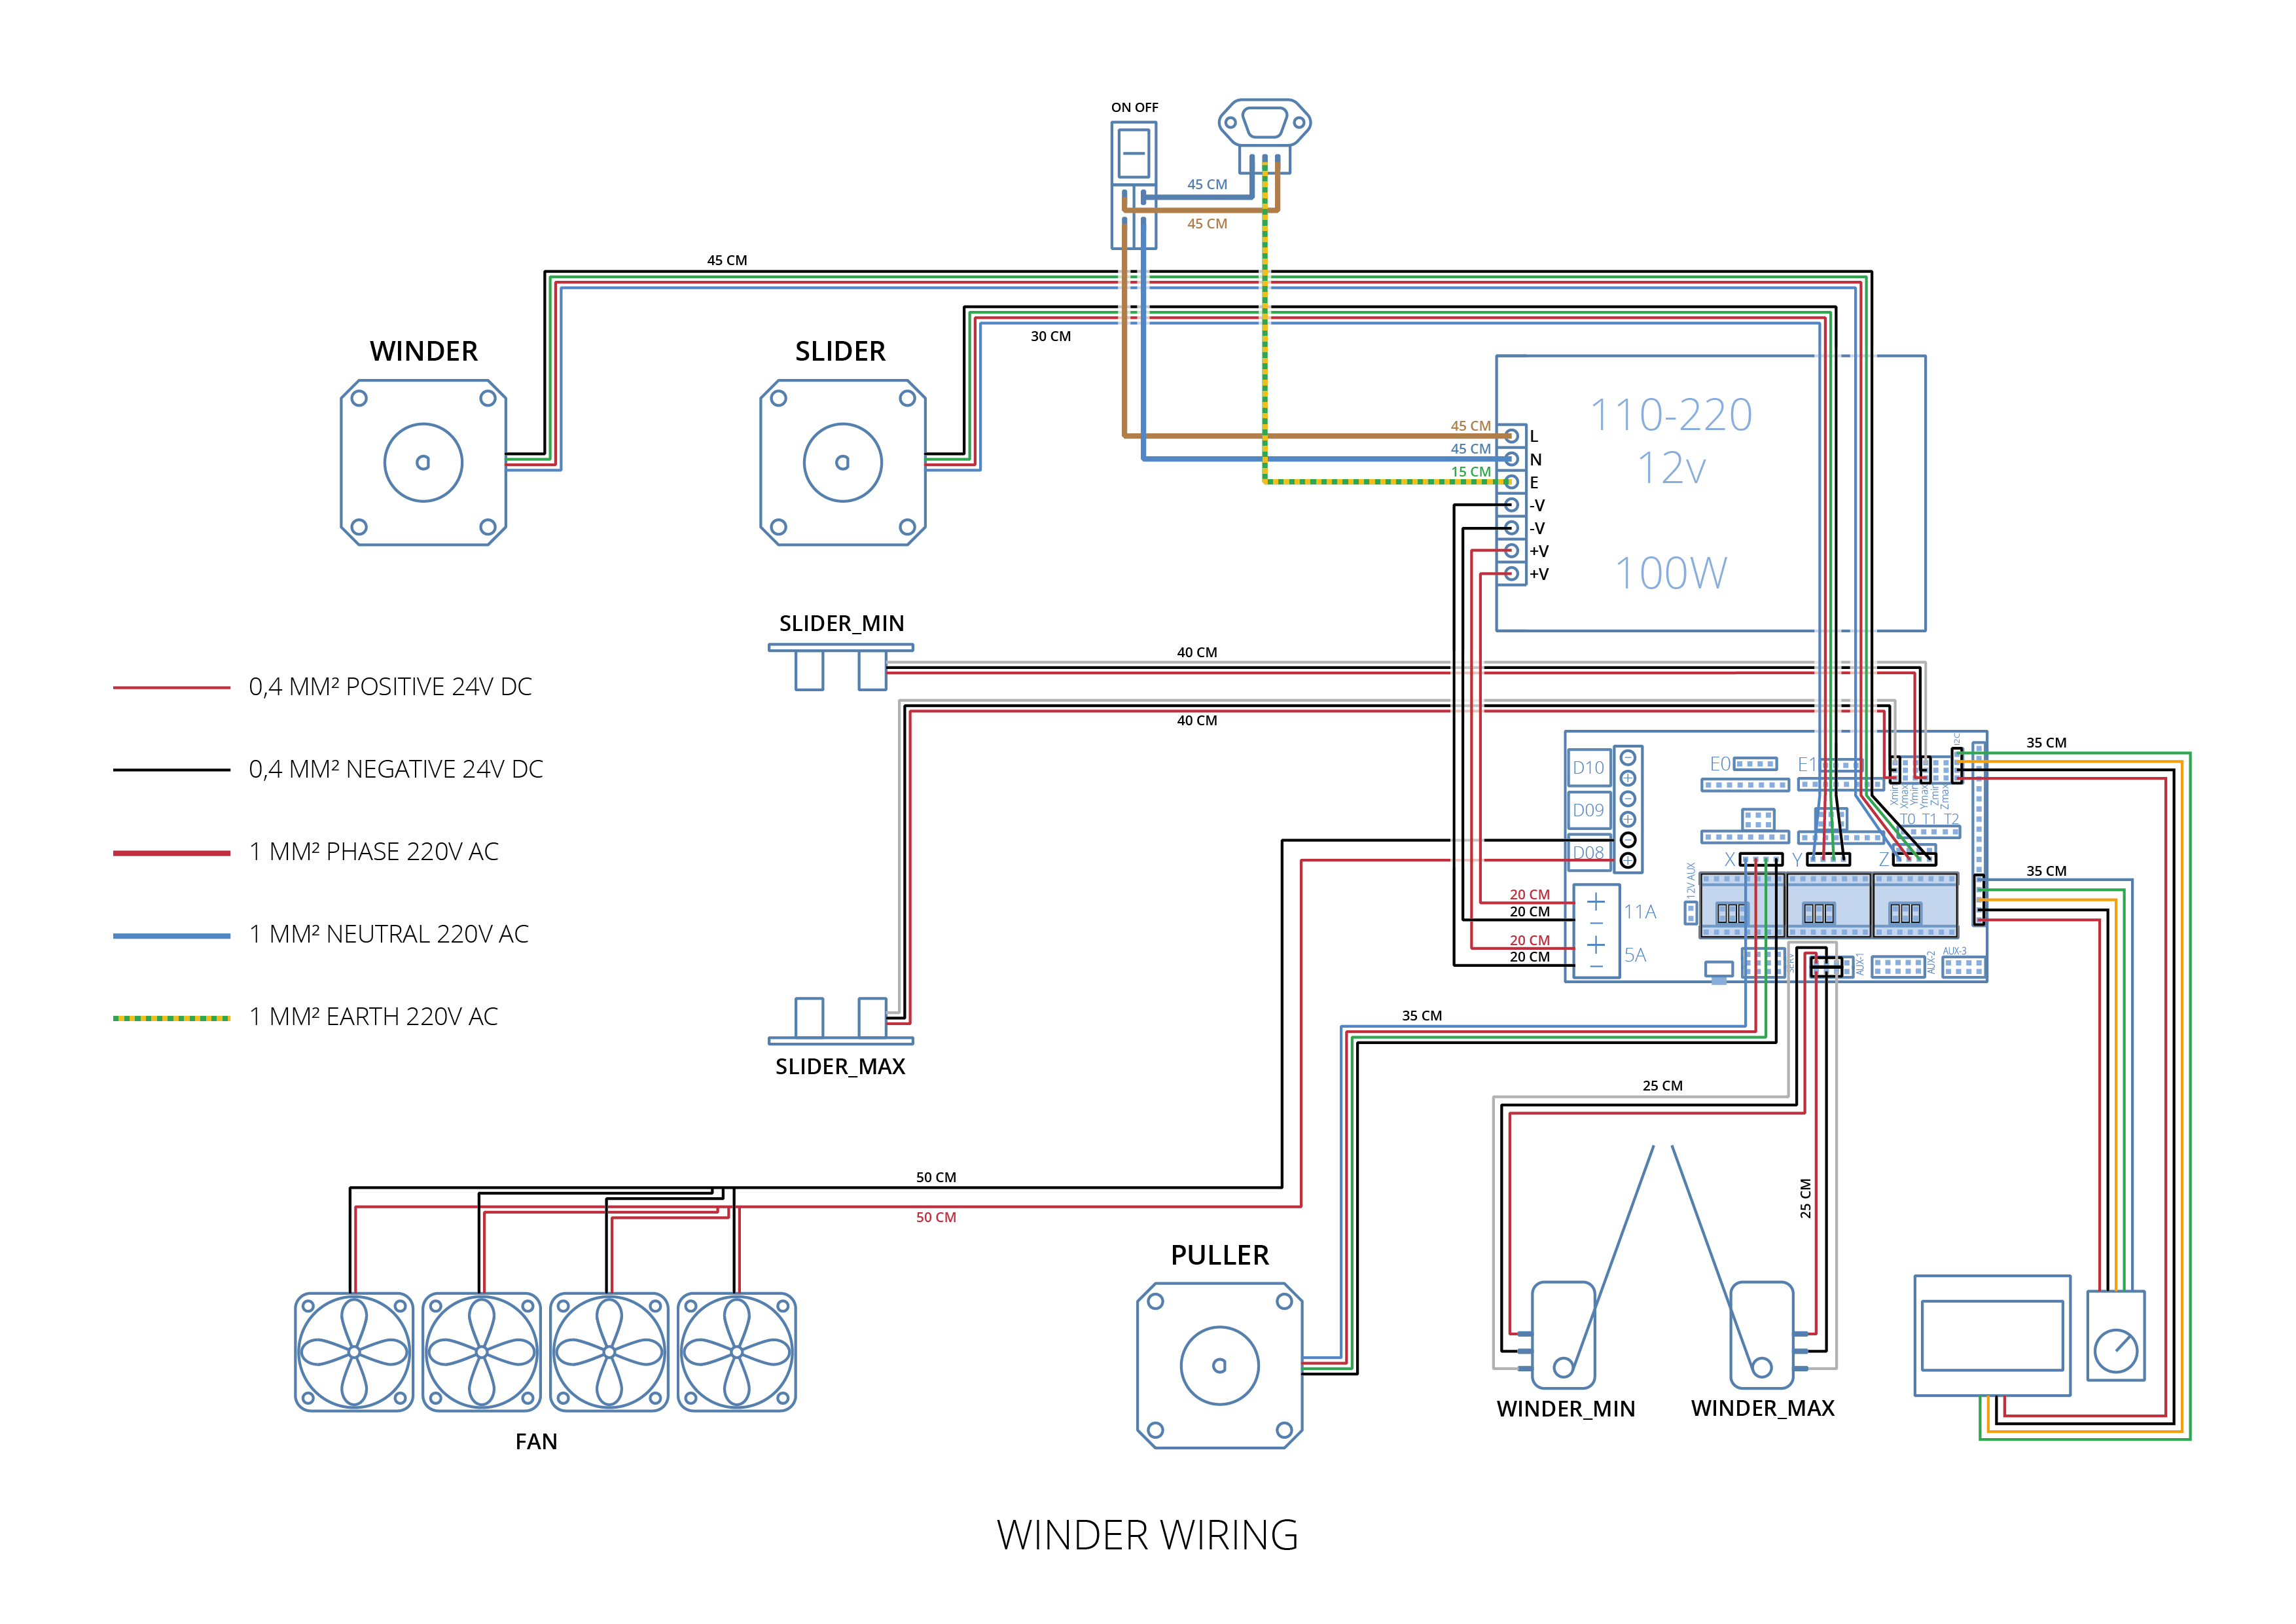 ON OFF
45 CM
45 CM
45 CM
30 CM
WINDER
SLIDER
110-220
12v
100W
45 CM
L
45 CM
N
15 CM
E
-V
-V
+V
+V
SLIDER_MIN
40 CM
40 CM
0,4 MM² POSITIVE 24V DC
0,4 MM² NEGATIVE 24V DC
1 MM² PHASE 220V AC
1 MM² NEUTRAL 220V AC
1 MM² EARTH 220V AC
SLIDER_MAX
I2C
35 CM
D10
E0
E1
Xmin
Xmax
Ymin
Ymax
Zmin
Zmax
D09
T0 T1 T2
D08
X
Y
Z
12V AUX
35 CM
20 CM
20 CM
11A
20 CM
20 CM
5A
AUX-1
AUX-2
AUX-3
35 CM
25 CM
25 CM
50 CM
50 CM
PULLER
FAN
WINDER_MIN
WINDER_MAX
WINDER WIRING